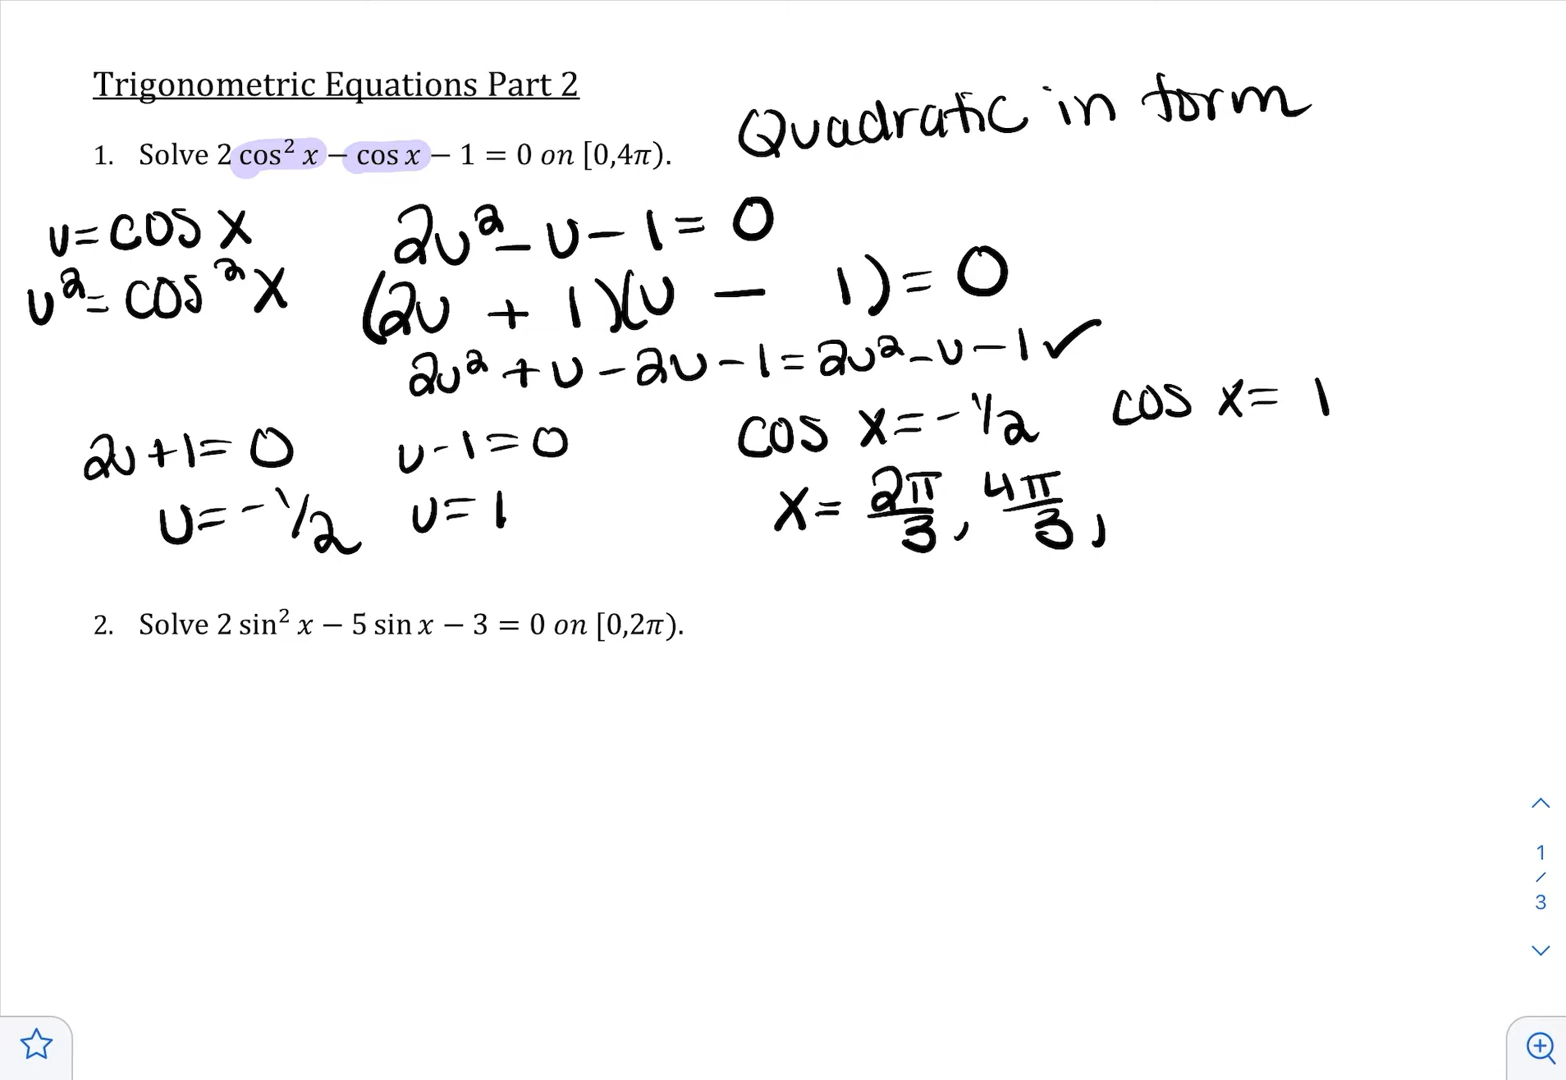 Trigonometric Equations Part 2
Quadratic in form
1. Solve 2 cos² x − cos x − 1 = 0 on [0,4π).
u = cos x
2u² − u − 1 = 0
u² = cos² x
(2u + 1)(u − 1) = 0
2u² + u − 2u − 1 = 2u² − u − 1 ✓
2u + 1 = 0
u − 1 = 0
cos x = −1/2
cos x = 1
u = −1/2
u = 1
x = 2π/3, 4π/3,
2. Solve 2 sin² x − 5 sin x − 3 = 0 on [0,2π).
1
/
3